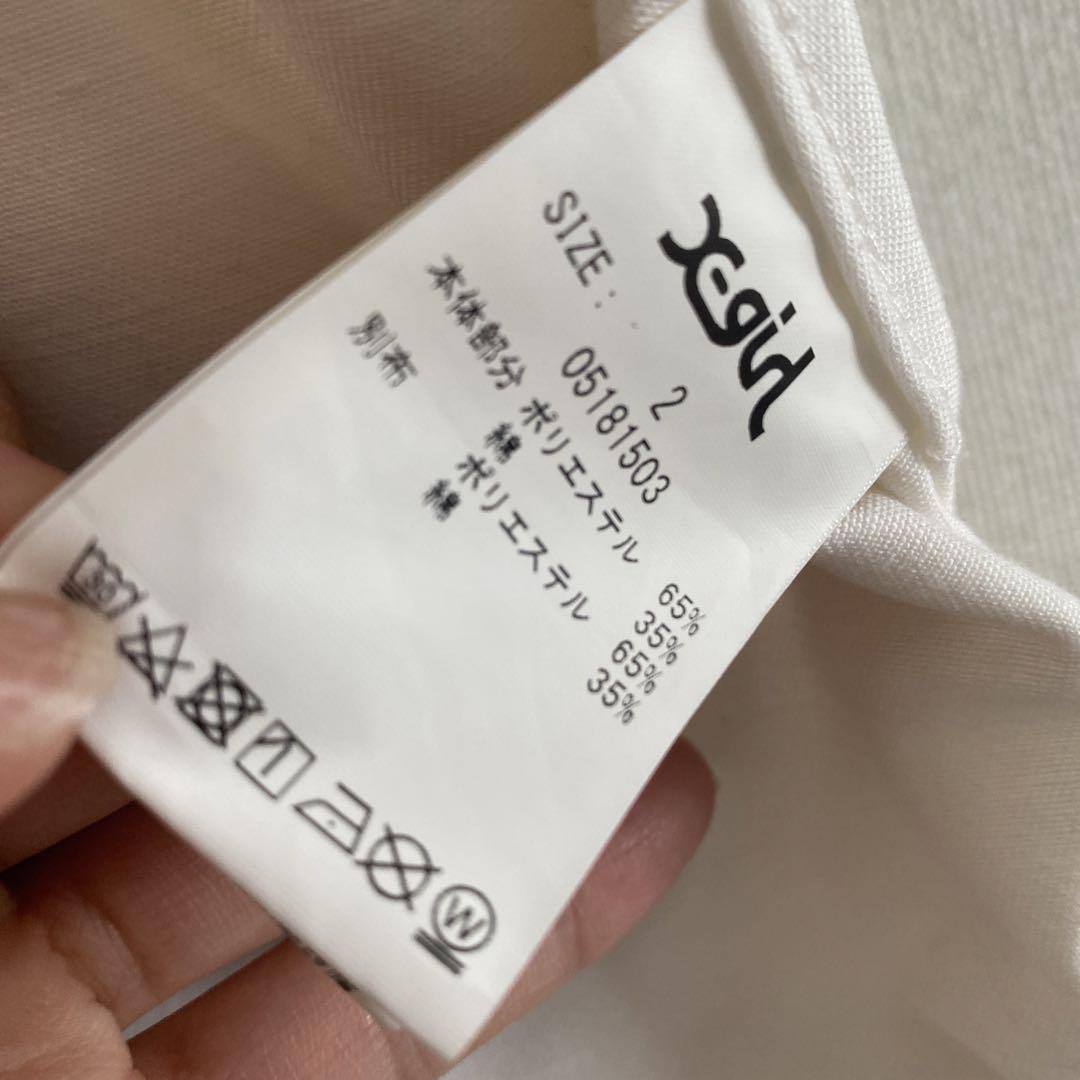 X-girl
SIZE: 2
05181503
本体部分 ポリエステル 65%
綿 35%
別布 ポリエステル 65%
綿 35%
30
W